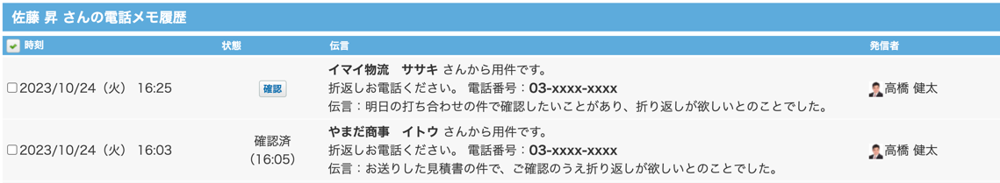 佐藤 昇 さんの電話メモ履歴
時刻 状態 伝言 発信者
2023/10/24（火） 16:25 確認 イマイ物流　ササキ さんから用件です。
折返しお電話ください。 電話番号：03-xxxx-xxxx
伝言：明日の打ち合わせの件で確認したいことがあり、折り返しが欲しいとのことでした。
高橋 健太
2023/10/24（火） 16:03 確認済
（16:05） やまだ商事　イトウ さんから用件です。
折返しお電話ください。 電話番号：03-xxxx-xxxx
伝言：お送りした見積書の件で、ご確認のうえ折り返しが欲しいとのことでした。
高橋 健太